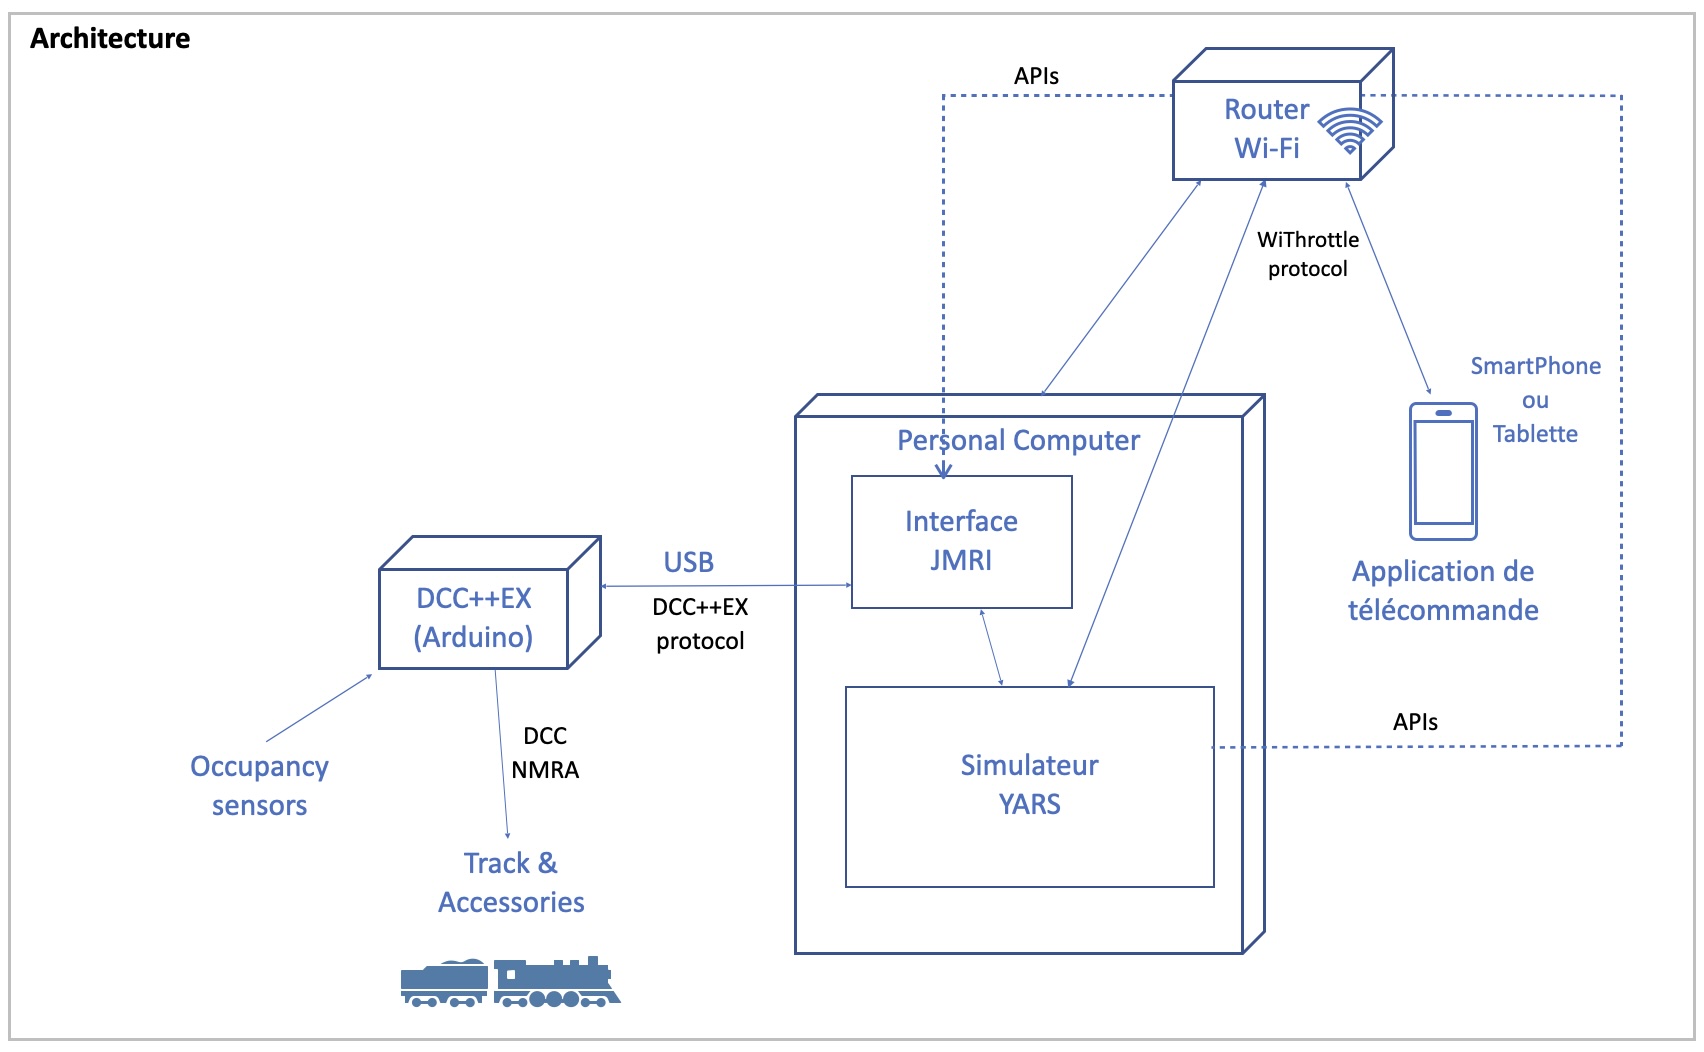 Architecture
APIs
Router
Wi-Fi
WiThrottle
protocol
SmartPhone
ou
Tablette
Personal Computer
Interface
JMRI
USB
DCC++EX
protocol
DCC++EX
(Arduino)
Application de
télécommande
Occupancy
sensors
DCC
NMRA
APIs
Simulateur
YARS
Track &
Accessories